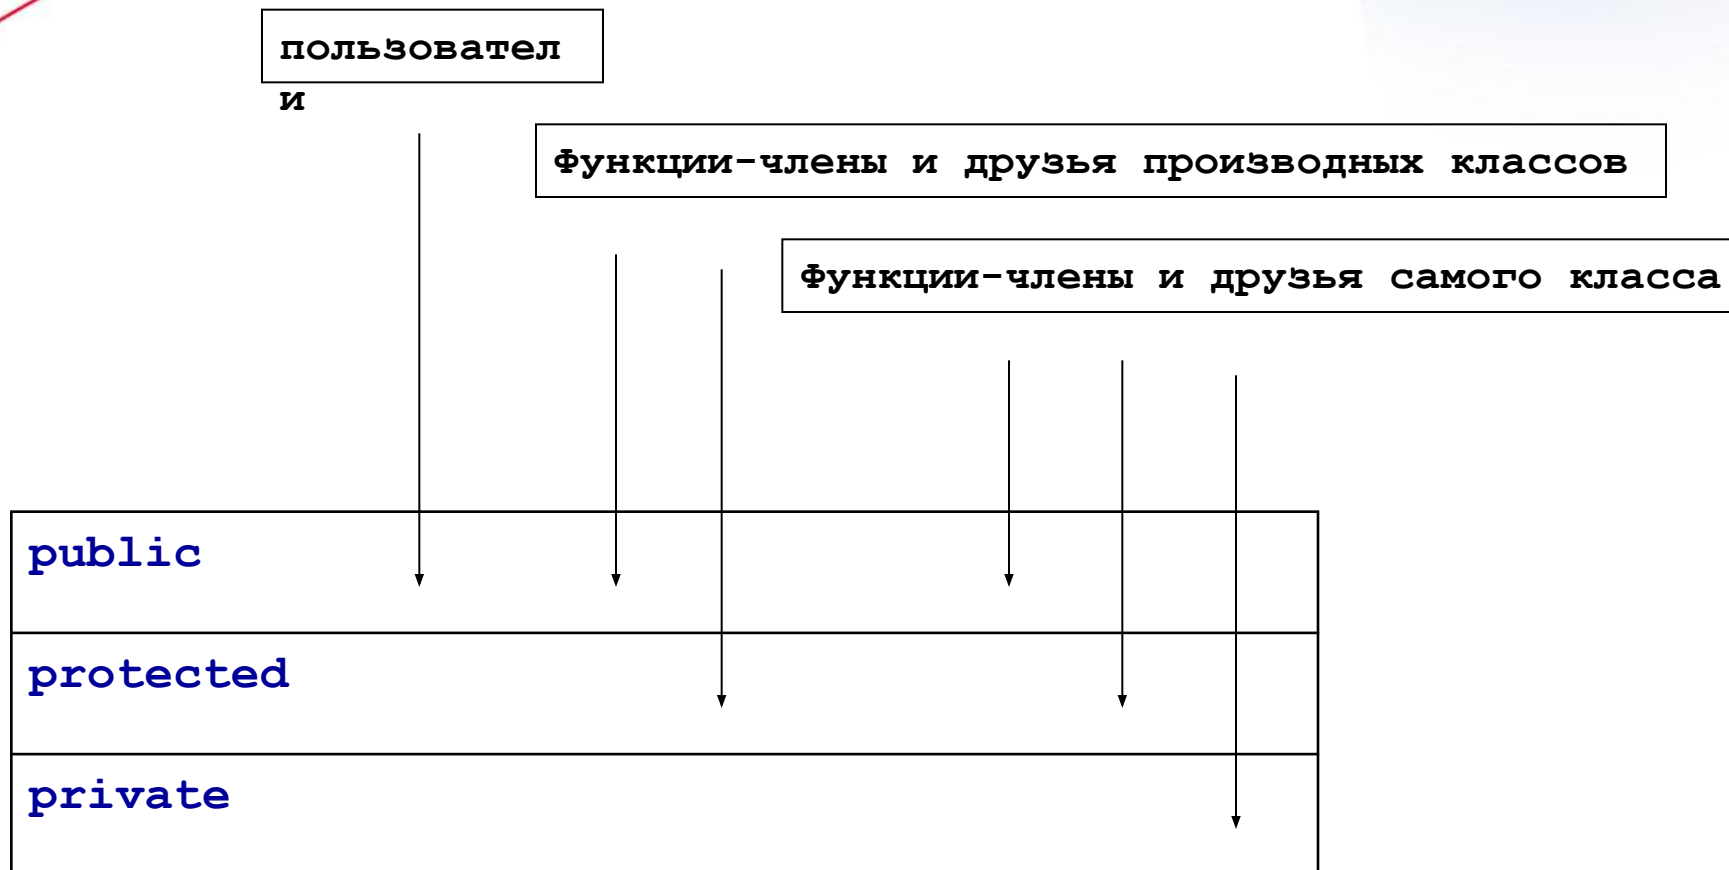 пользовател
и
Функции-члены и друзья производных классов
Функции-члены и друзья самого класса
public
protected
private